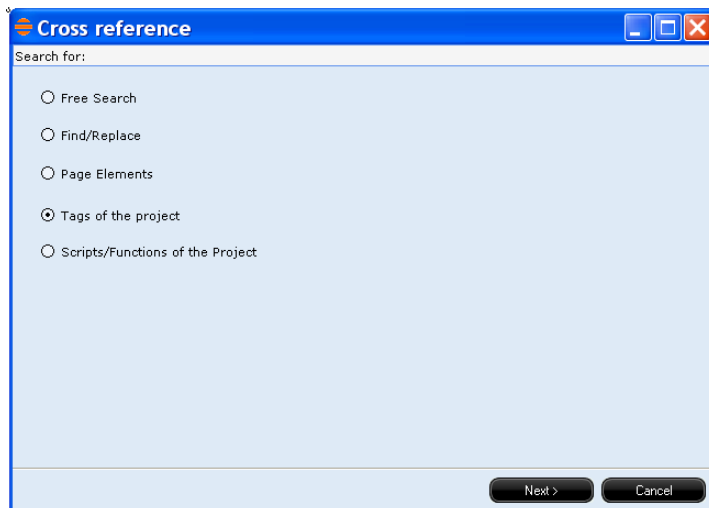 Cross reference
Search for:
Free Search
Find/Replace
Page Elements
Tags of the project
Scripts/Functions of the Project
Next > Cancel